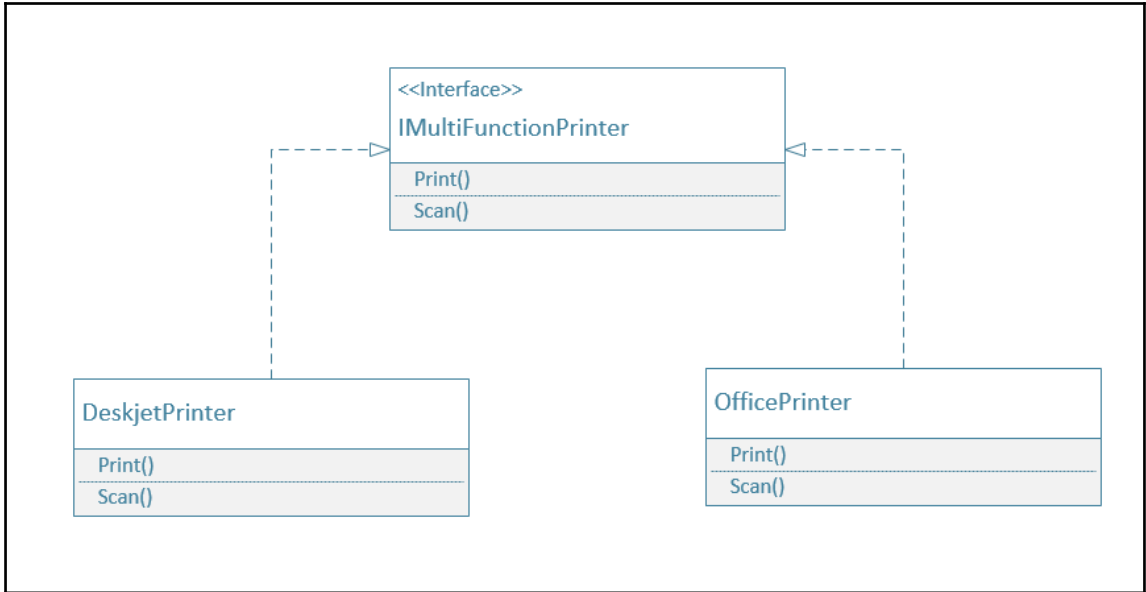 <<Interface>>
IMultiFunctionPrinter
Print()
Scan()
DeskjetPrinter
Print()
Scan()
OfficePrinter
Print()
Scan()